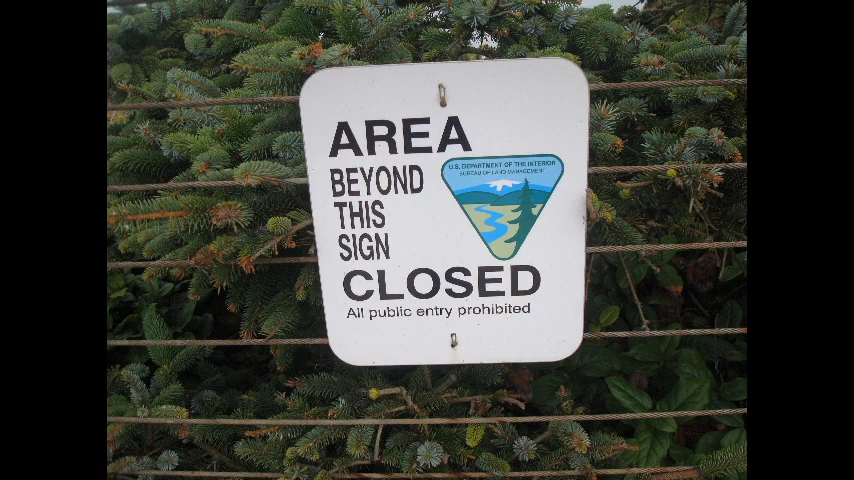 AREA
BEYOND
THIS
SIGN
CLOSED
All public entry prohibited
U.S. DEPARTMENT OF THE INTERIOR
BUREAU OF LAND MANAGEMENT